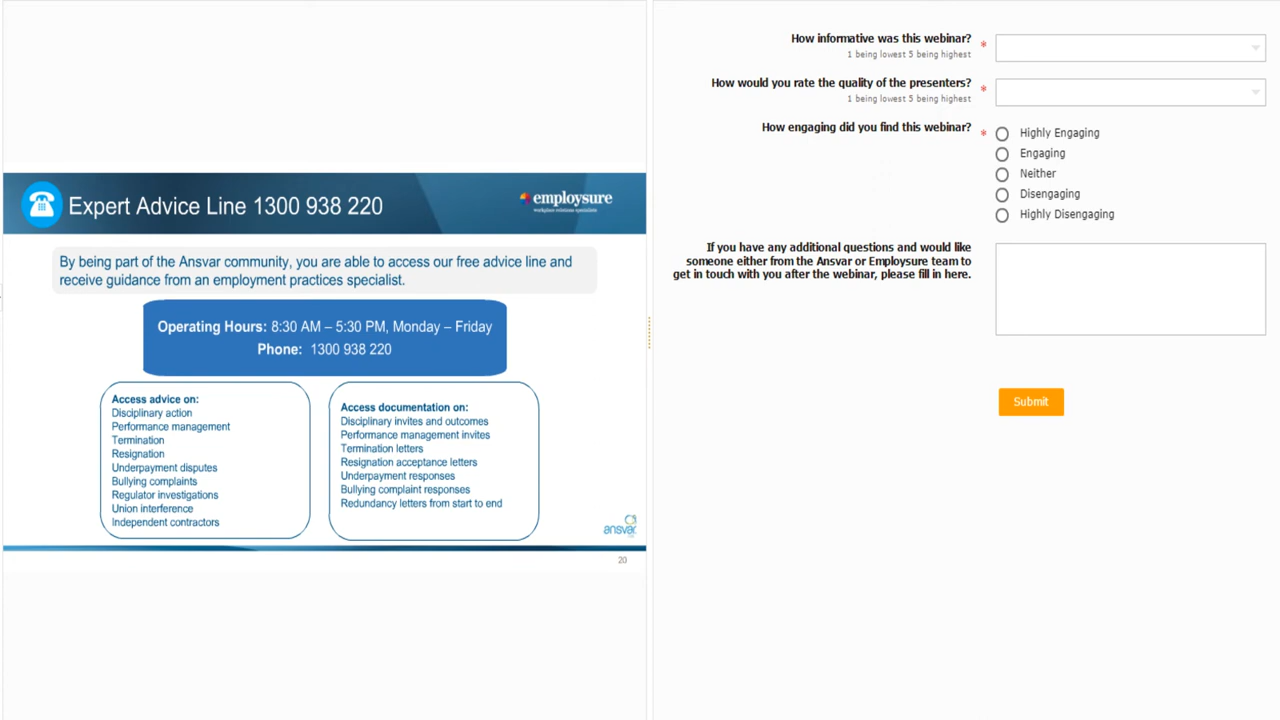 Expert Advice Line 1300 938 220
employsure
workplace relations specialists
By being part of the Ansvar community, you are able to access our free advice line and
receive guidance from an employment practices specialist.
Operating Hours: 8:30 AM – 5:30 PM, Monday – Friday
Phone: 1300 938 220
Access advice on:
Disciplinary action
Performance management
Termination
Resignation
Underpayment disputes
Bullying complaints
Regulator investigations
Union interference
Independent contractors
Access documentation on:
Disciplinary invites and outcomes
Performance management invites
Termination letters
Resignation acceptance letters
Underpayment responses
Bullying complaint responses
Redundancy letters from start to end
ansvar
20
How informative was this webinar? *
1 being lowest 5 being highest
How would you rate the quality of the presenters? *
1 being lowest 5 being highest
How engaging did you find this webinar? *
Highly Engaging
Engaging
Neither
Disengaging
Highly Disengaging
If you have any additional questions and would like
someone either from the Ansvar or Employsure team to
get in touch with you after the webinar, please fill in here.
Submit